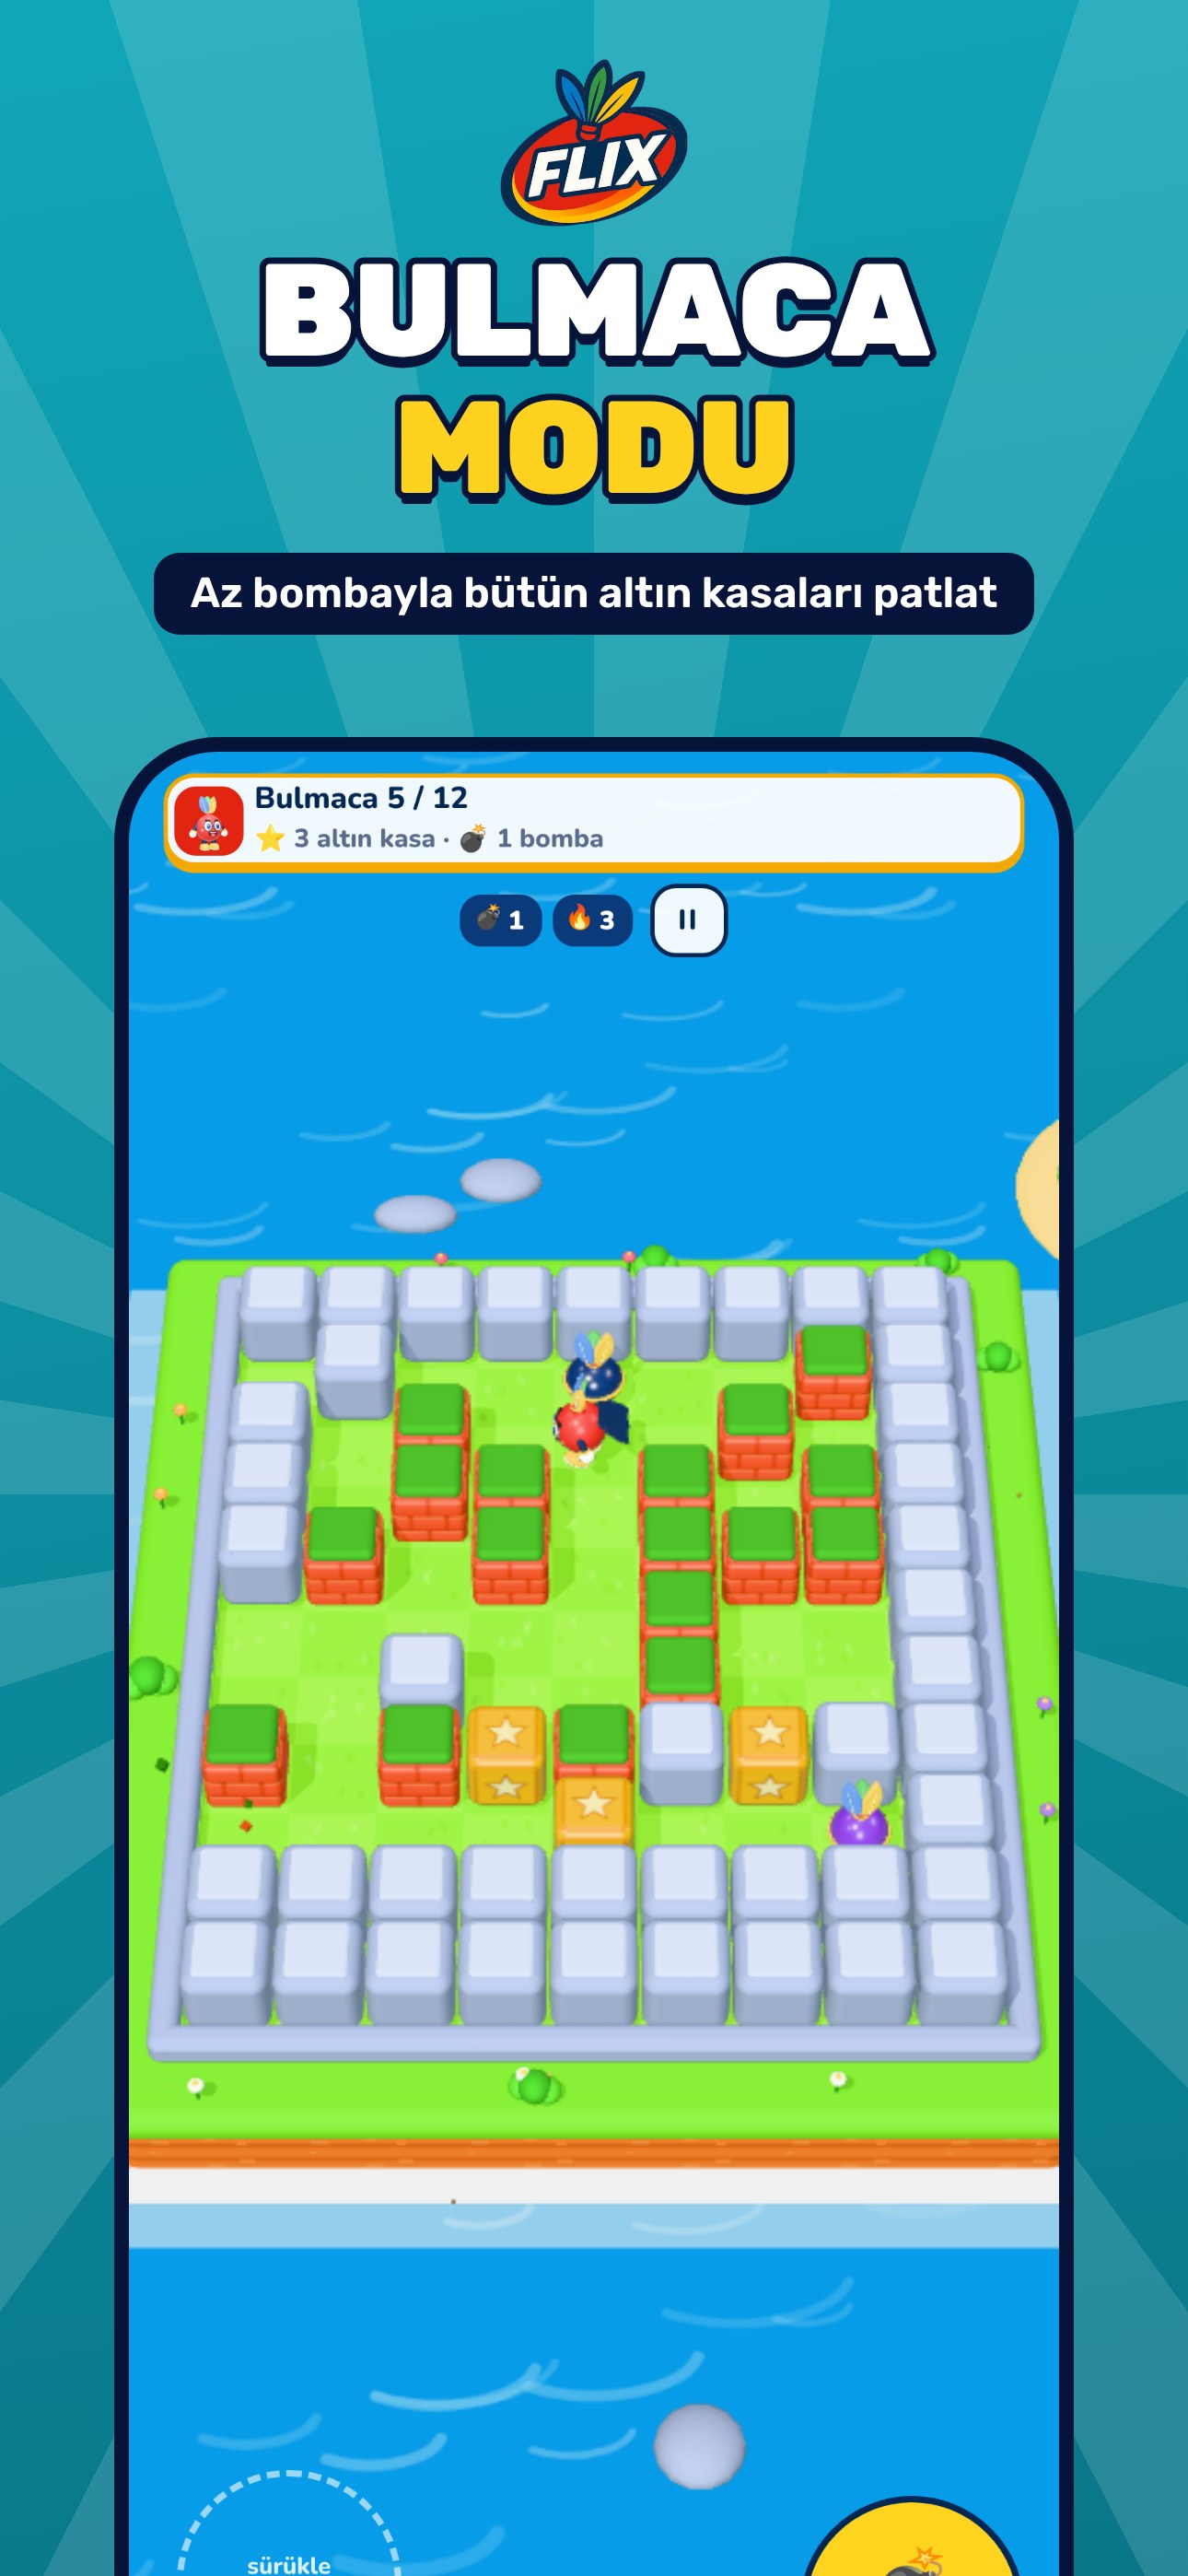 FLIX
BULMACA
MODU
Az bombayla bütün altın kasaları patlat
Bulmaca 5 / 12
⭐ 3 altın kasa · 💣 1 bomba
💣 1 🔥 3
sürükle